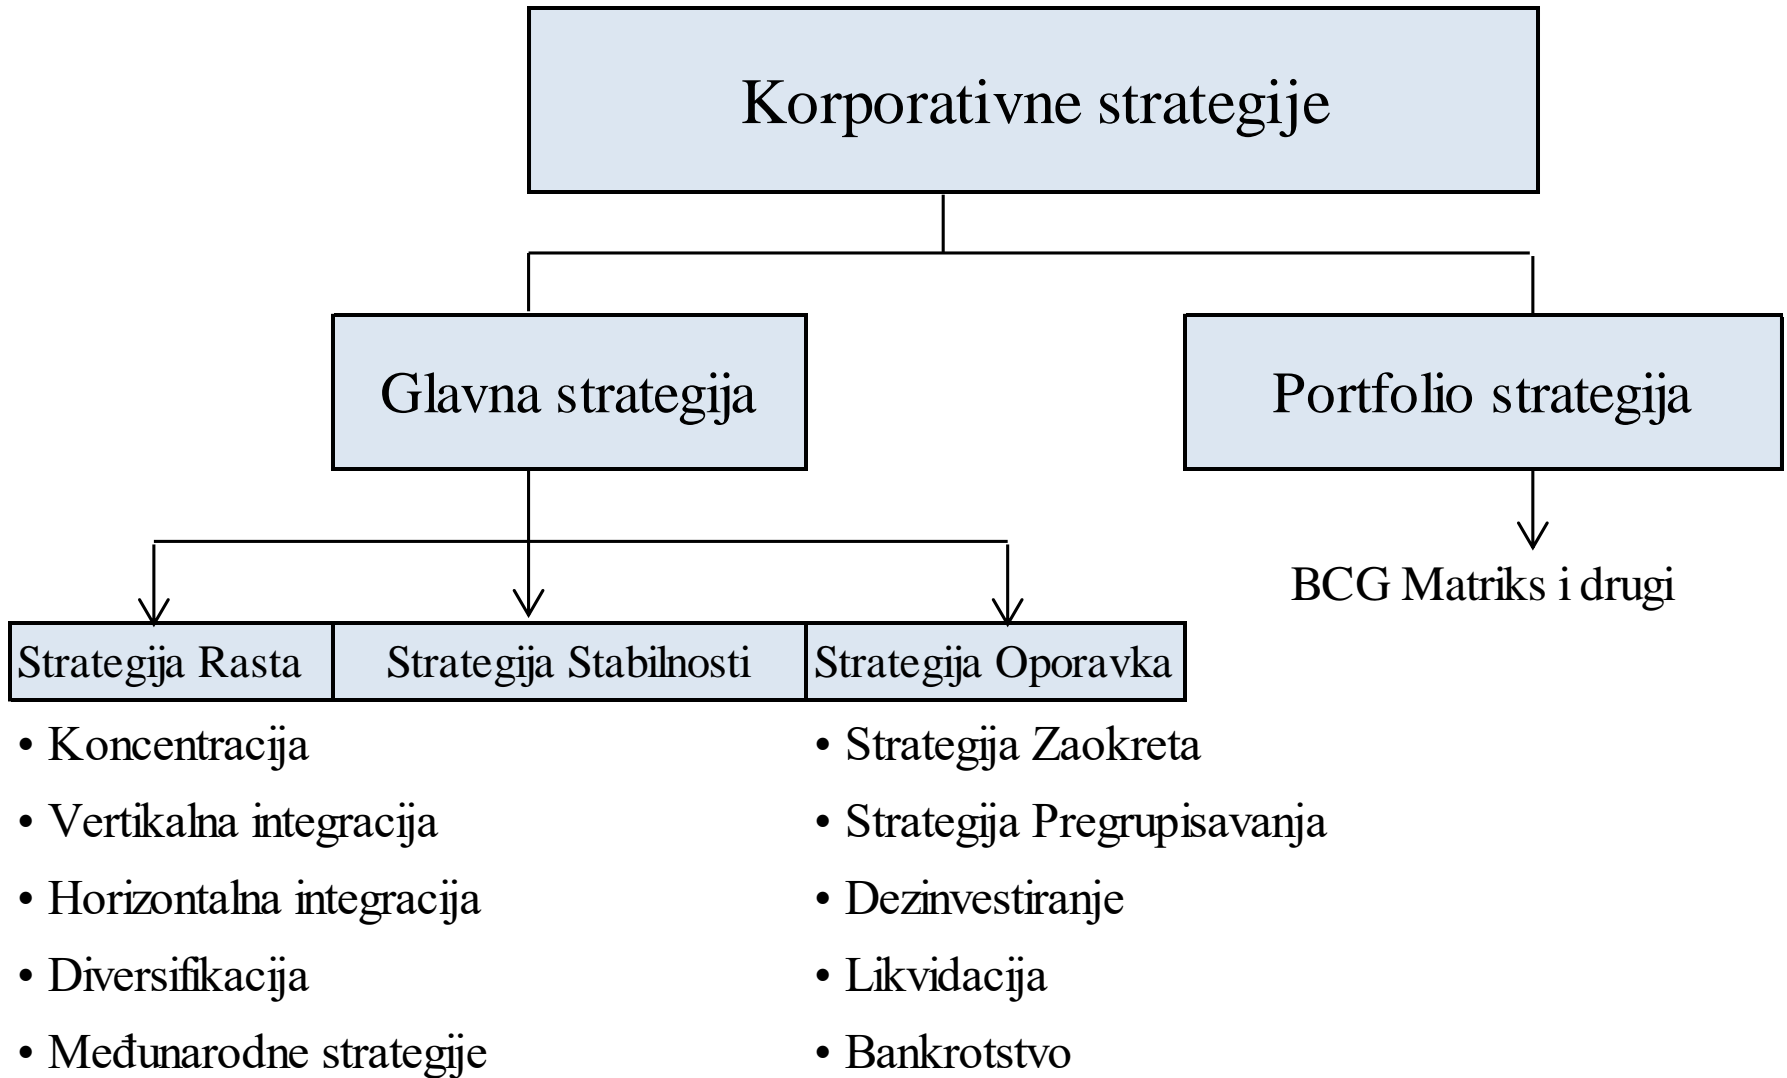 Korporativne strategije
Glavna strategija
Portfolio strategija
BCG Matriks i drugi
Strategija Rasta
Strategija Stabilnosti
Strategija Oporavka
• Koncentracija
• Vertikalna integracija
• Horizontalna integracija
• Diversifikacija
• Međunarodne strategije
• Strategija Zaokreta
• Strategija Pregrupisavanja
• Dezinvestiranje
• Likvidacija
• Bankrotstvo